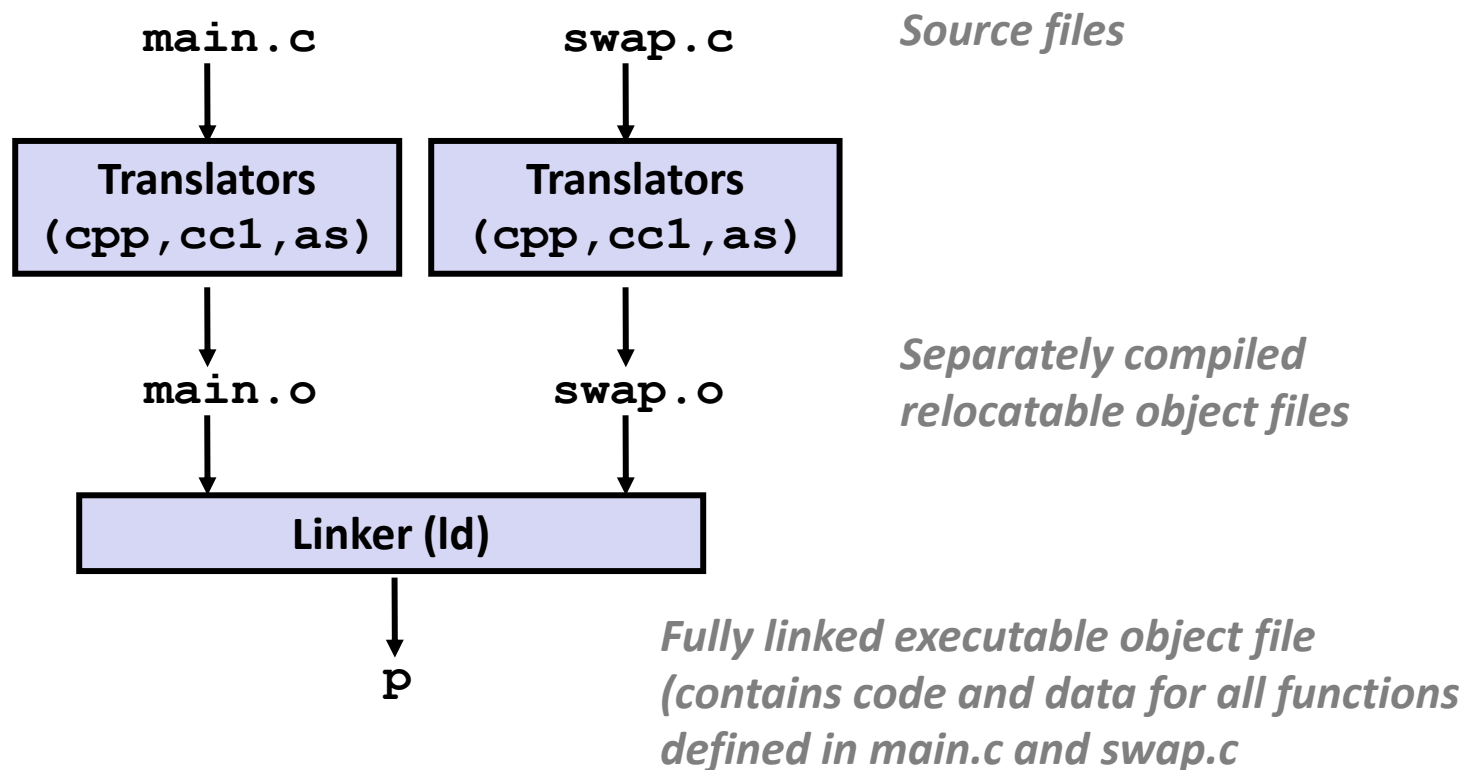 main.c swap.c Source files
Translators Translators
(cpp,cc1,as) (cpp,cc1,as)
Separately compiled
main.o swap.o relocatable object files
Linker (ld)
Fully linked executable object file
p (contains code and data for all functions
defined in main.c and swap.c